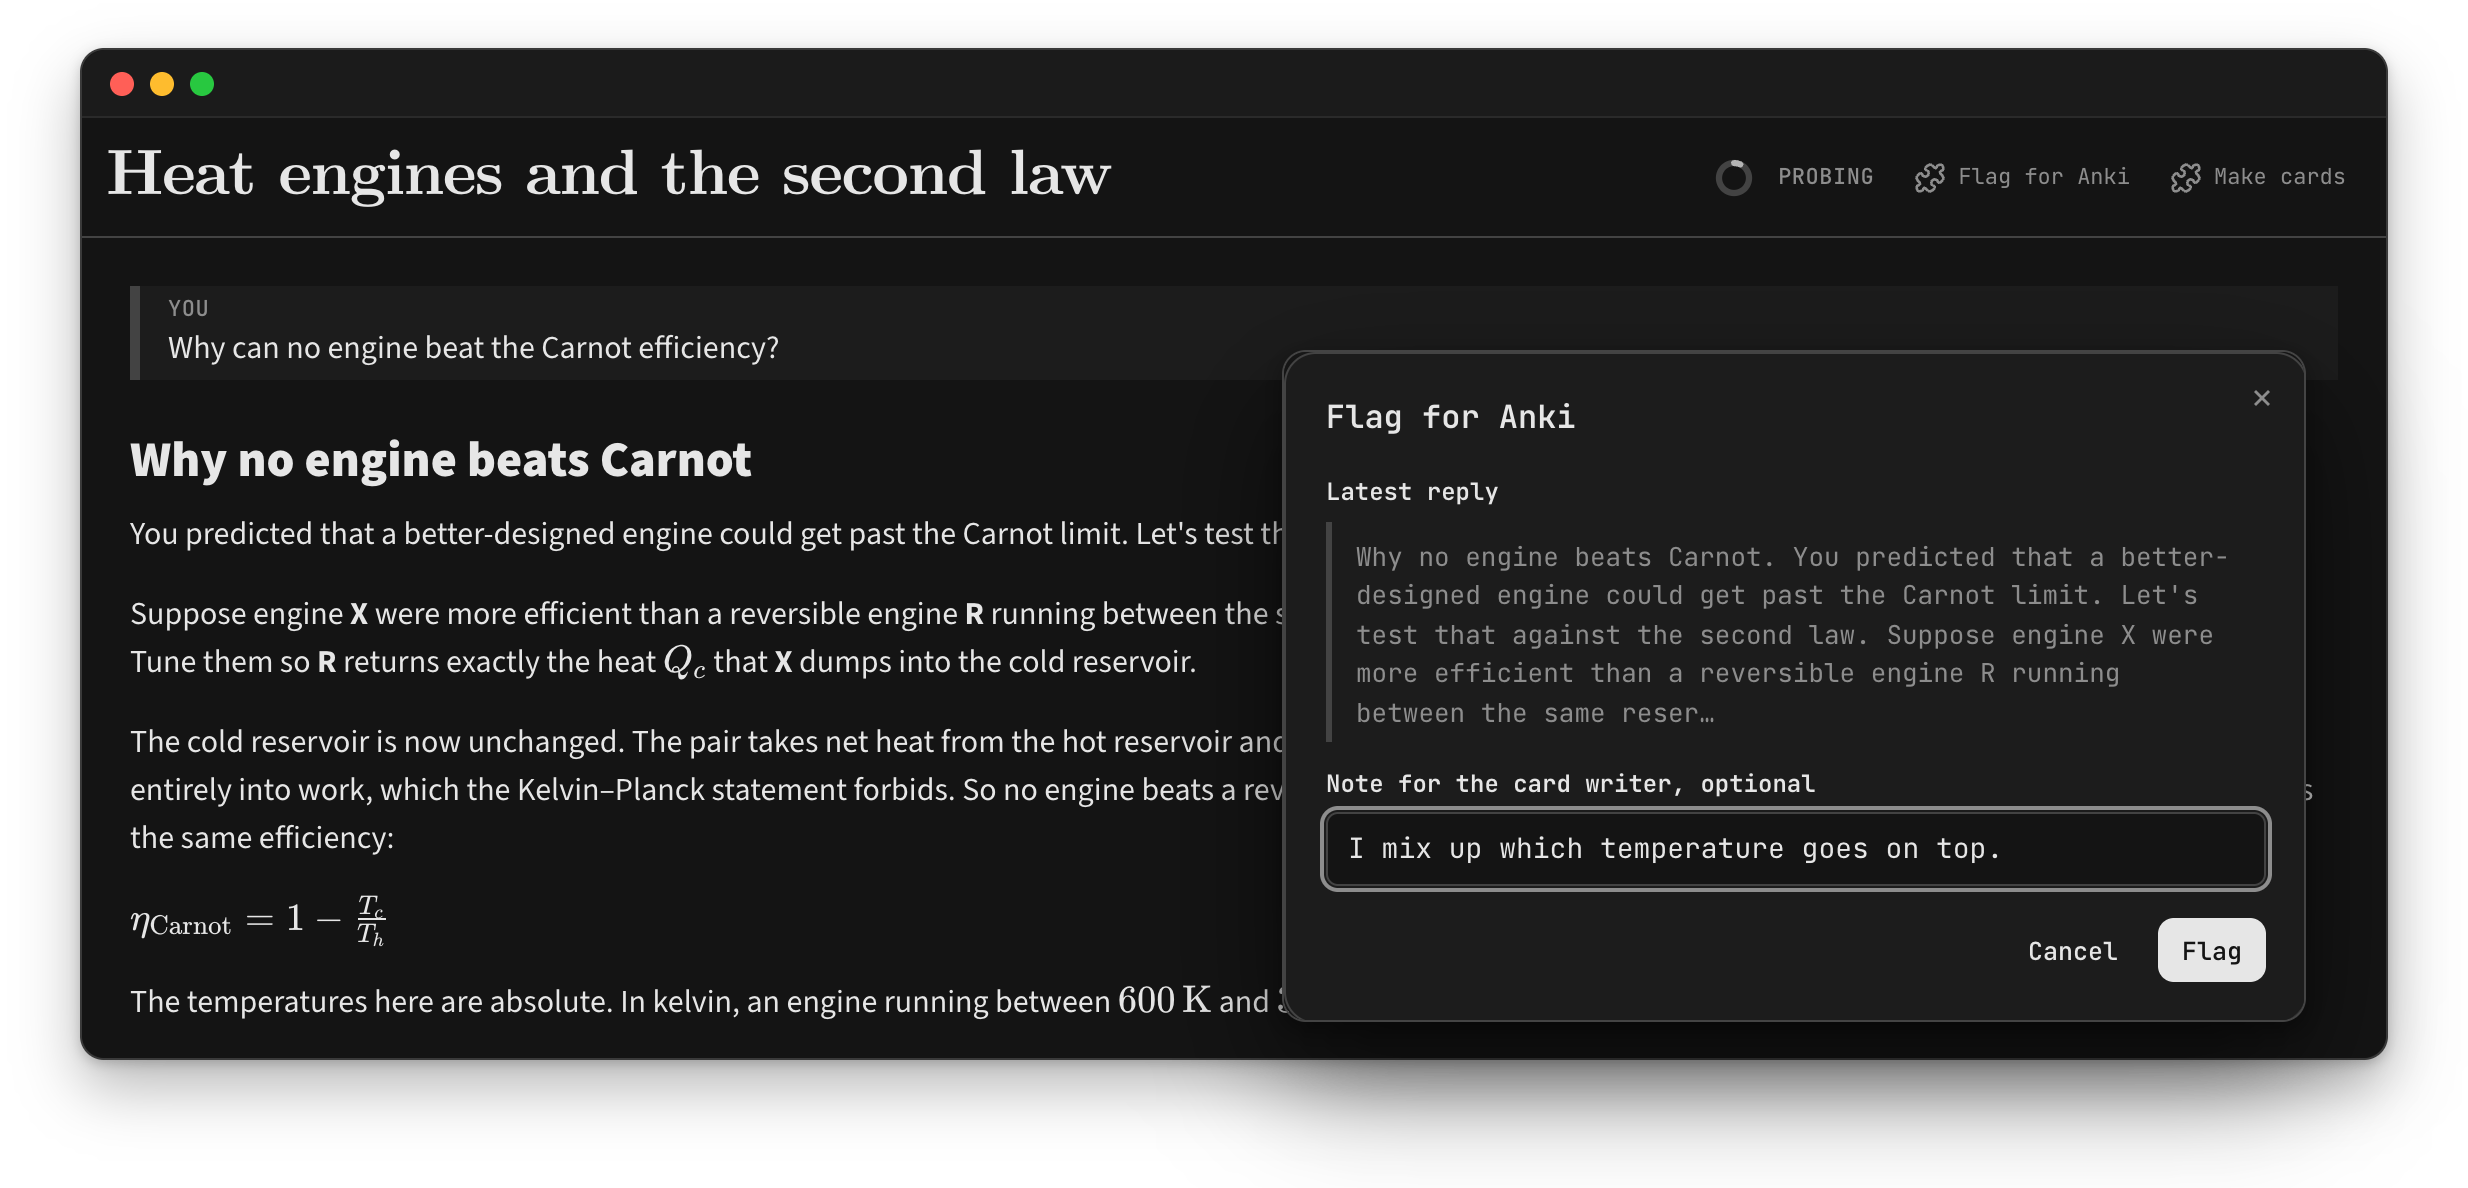 Heat engines and the second law
PROBING
Flag for Anki
Make cards
YOU
Why can no engine beat the Carnot efficiency?
Why no engine beats Carnot
You predicted that a better-designed engine could get past the Carnot limit. Let's test
Suppose engine X were more efficient than a reversible engine R running between the
Tune them so R returns exactly the heat Q_c that X dumps into the cold reservoir.
The cold reservoir is now unchanged. The pair takes net heat from the hot reservoir and
entirely into work, which the Kelvin–Planck statement forbids. So no engine beats a
the same efficiency:
η_Carnot = 1 − T_c/T_h
The temperatures here are absolute. In kelvin, an engine running between 600 K and
Flag for Anki
×
Latest reply
Why no engine beats Carnot. You predicted that a better-
designed engine could get past the Carnot limit. Let's
test that against the second law. Suppose engine X were
more efficient than a reversible engine R running
between the same reser…
Note for the card writer, optional
I mix up which temperature goes on top.
Cancel
Flag